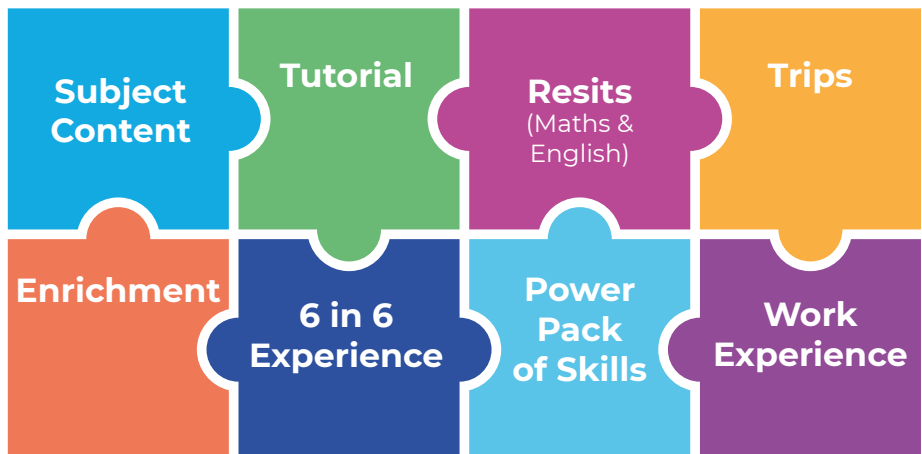 Subject
Content
Tutorial
Resits
(Maths &
English)
Trips
Enrichment
6 in 6
Experience
Power
Pack
of Skills
Work
Experience